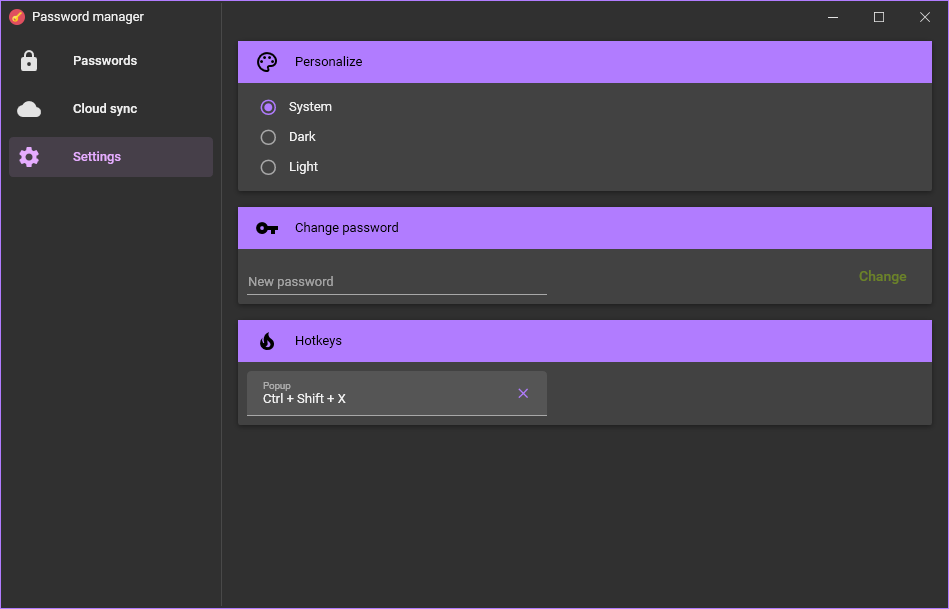 Password manager
Passwords
Cloud sync
Settings
Personalize
System
Dark
Light
Change password
New password
Change
Hotkeys
Popup
Ctrl + Shift + X